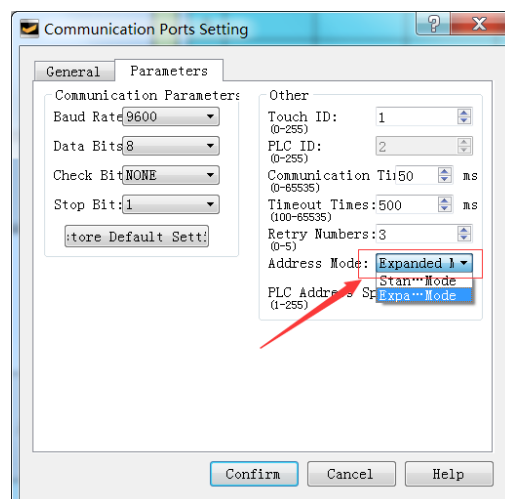 Communication Ports Setting
General
Parameters
Communication Parameters
Baud Rate 9600
Data Bits 8
Check Bit NONE
Stop Bit: 1
:tore Default Sett:
Other
Touch ID: 1
(0-255)
PLC ID: 2
(0-255)
Communication Ti 50 ms
(0-65535)
Timeout Times: 500 ms
(100-65535)
Retry Numbers: 3
(0-5)
Address Mode: Expanded M
Stan…Mode
PLC Address Sp Expa…Mode
(1-255)
Confirm
Cancel
Help